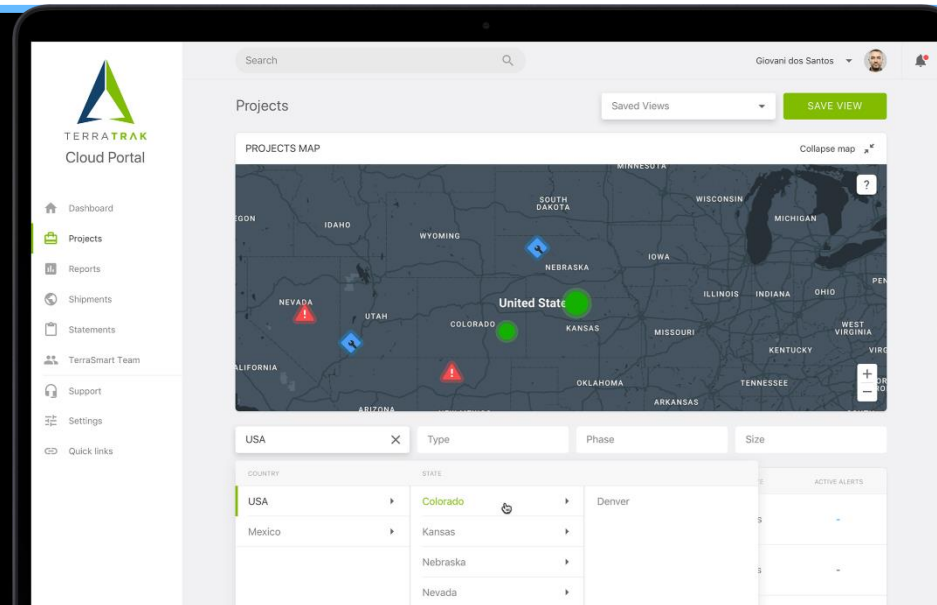 Search
Giovani dos Santos
TERRATRAK
Cloud Portal
Projects
Saved Views
SAVE VIEW
PROJECTS MAP
Collapse map
?
MINNESOTA
SOUTH
DAKOTA
WISCONSIN
MICHIGAN
IDAHO
WYOMING
IOWA
NEBRASKA
ILLINOIS
INDIANA
OHIO
NEVADA
UTAH
United State
COLORADO
KANSAS
MISSOURI
WEST
VIRGINIA
KENTUCKY
OKLAHOMA
TENNESSEE
ARKANSAS
ARIZONA
+
−
Dashboard
Projects
Reports
Shipments
Statements
TerraSmart Team
Support
Settings
Quick links
USA
Type
Phase
Size
COUNTRY
STATE
ACTIVE ALERTS
USA
Colorado
Denver
Mexico
Kansas
Nebraska
Nevada